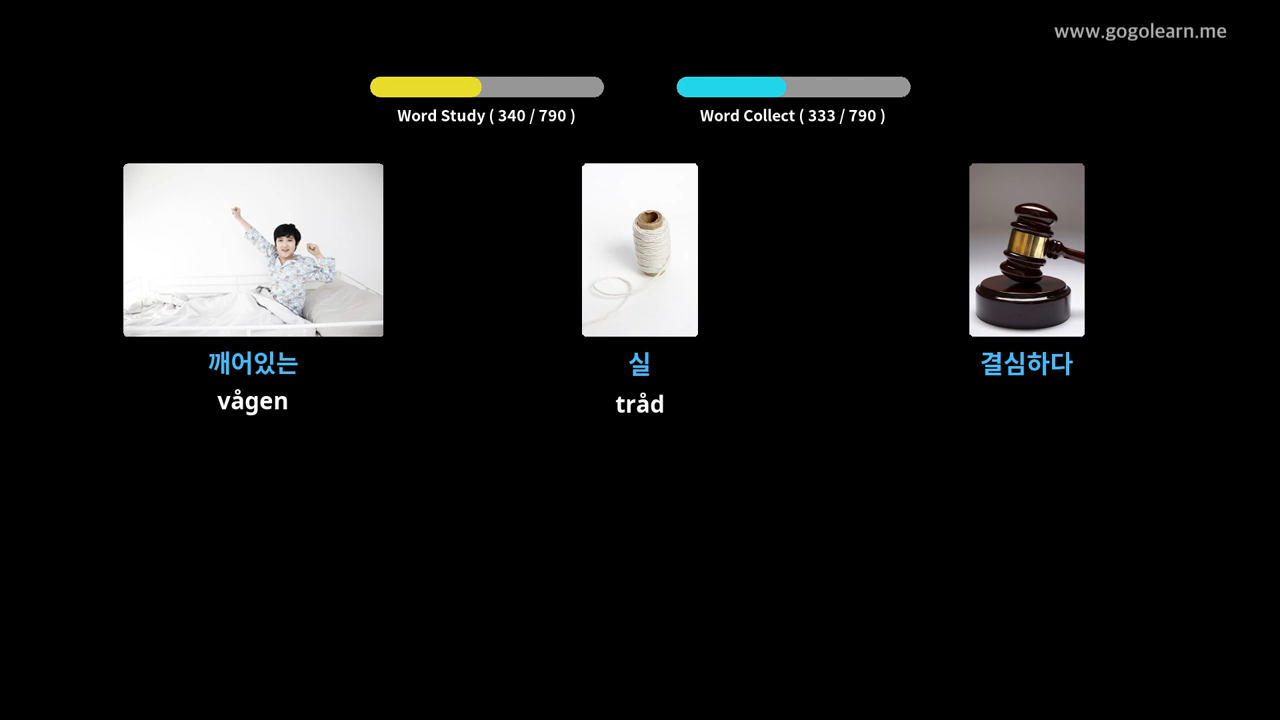 www.gogolearn.me
Word Study ( 340 / 790 )
Word Collect ( 333 / 790 )
깨어있는
실
결심하다
vågen
tråd